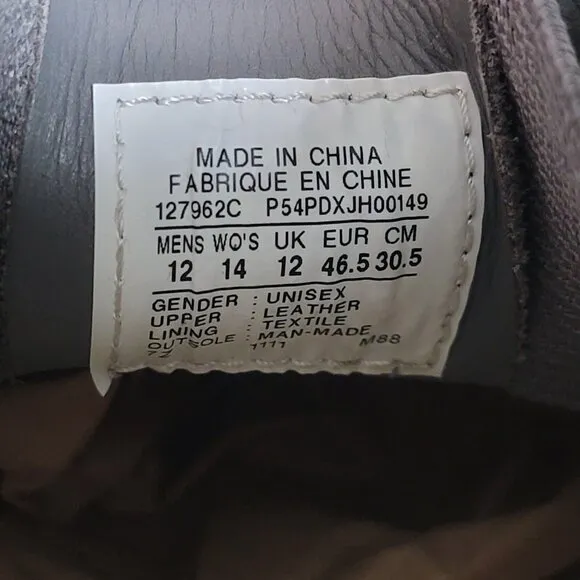 MADE IN CHINA
FABRIQUE EN CHINE
127962C P54PDXJH00149
MENS WO'S UK EUR CM
12 14 12 46.5 30.5
GENDER : UNISEX
UPPER : LEATHER
LINING : TEXTILE
OUTSOLE : MAN-MADE
1111 M88